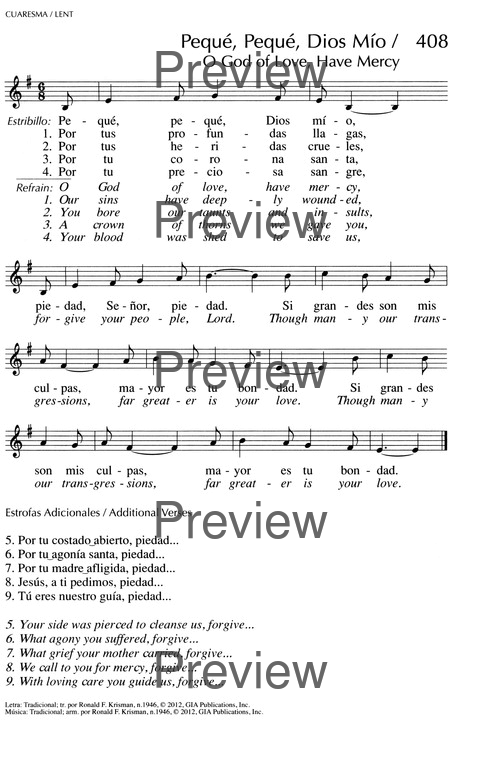 CUARESMA / LENT
Pequé, Pequé, Dios Mío / 408
O God of Love, Have Mercy
Preview
Estribillo: Pe - qué, pe - qué, Dios mí - o,
1. Por tus pro - fun - das lla - gas,
2. Por tus he - ri - das crue - les,
3. Por tu co - ro - na san - ta,
4. Por tu pre - cio - sa san - gre,
Refrain: O God of love, have mer - cy,
1. Our sins have deep - ly wound - ed,
2. You bore our taunts and in - sults,
3. A crown of thorns we gave you,
4. Your blood was shed to save us,
Preview
pie - dad, Se - ñor, pie - dad. Si gran - des son mis
for - give your peo - ple, Lord. Though man - y our trans -
Preview
cul - pas, ma - yor es tu bon - dad. Si gran - des
gres - sions, far great - er is your love. Though man - y
Preview
son mis cul - pas, ma - yor es tu bon - dad.
our trans - gres - sions, far great - er is your love.
Estrofas Adicionales / Additional Verses
Preview
5. Por tu costado abierto, piedad...
6. Por tu agonía santa, piedad...
7. Por tu madre afligida, piedad...
8. Jesús, a ti pedimos, piedad...
9. Tú eres nuestro guía, piedad...
5. Your side was pierced to cleanse us, forgive...
6. What agony you suffered, forgive...
7. What grief your mother carried, forgive...
8. We call to you for mercy, forgive...
9. With loving care you guide us, forgive...
Preview
Letra: Tradicional; tr. por Ronald F. Krisman, n.1946, © 2012, GIA Publications, Inc.
Música: Tradicional; arm. por Ronald F. Krisman, n.1946, © 2012, GIA Publications, Inc.